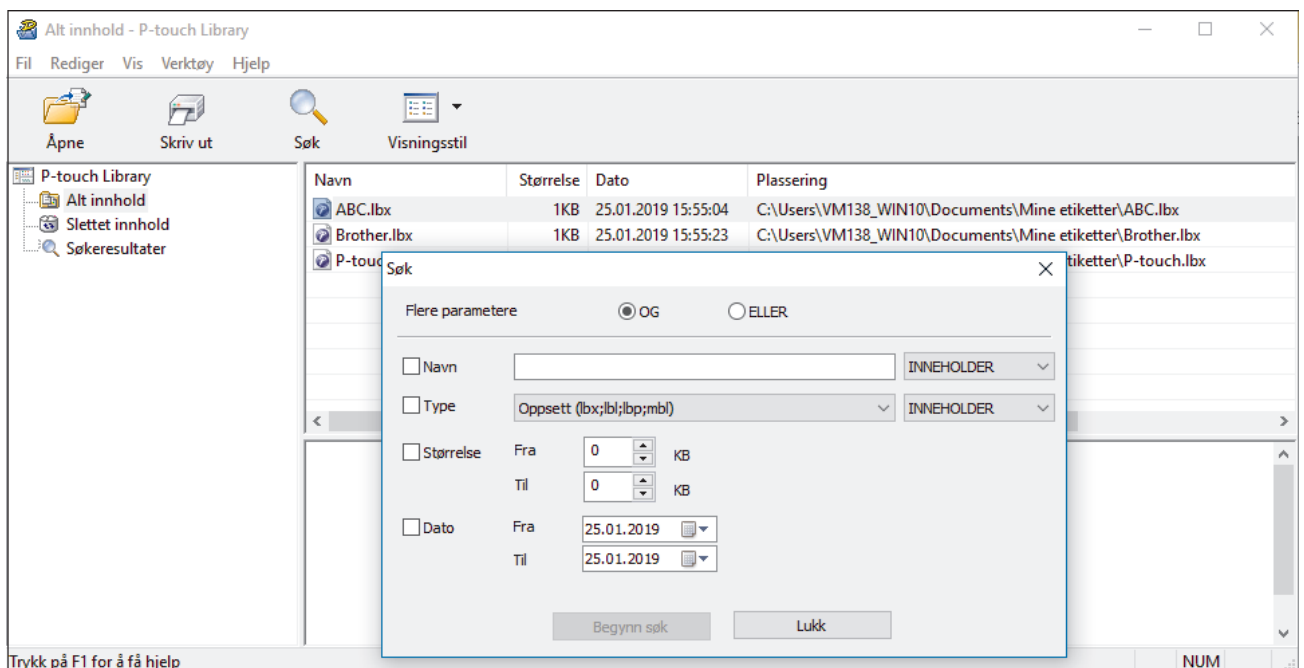 Alt innhold - P-touch Library
Fil Rediger Vis Verktøy Hjelp
Åpne Skriv ut Søk Visningsstil
P-touch Library
Alt innhold
Slettet innhold
Søkeresultater
Navn Størrelse Dato Plassering
ABC.lbx 1KB 25.01.2019 15:55:04 C:\Users\VM138_WIN10\Documents\Mine etiketter\ABC.lbx
Brother.lbx 1KB 25.01.2019 15:55:23 C:\Users\VM138_WIN10\Documents\Mine etiketter\Brother.lbx
P-touc tiketter\P-touch.lbx
Søk
Flere parametere OG ELLER
Navn INNEHOLDER
Type Oppsett (lbx;lbl;lbp;mbl) INNEHOLDER
Størrelse Fra 0 KB
Til 0 KB
Dato Fra 25.01.2019
Til 25.01.2019
Begynn søk Lukk
Trykk på F1 for å få hjelp NUM